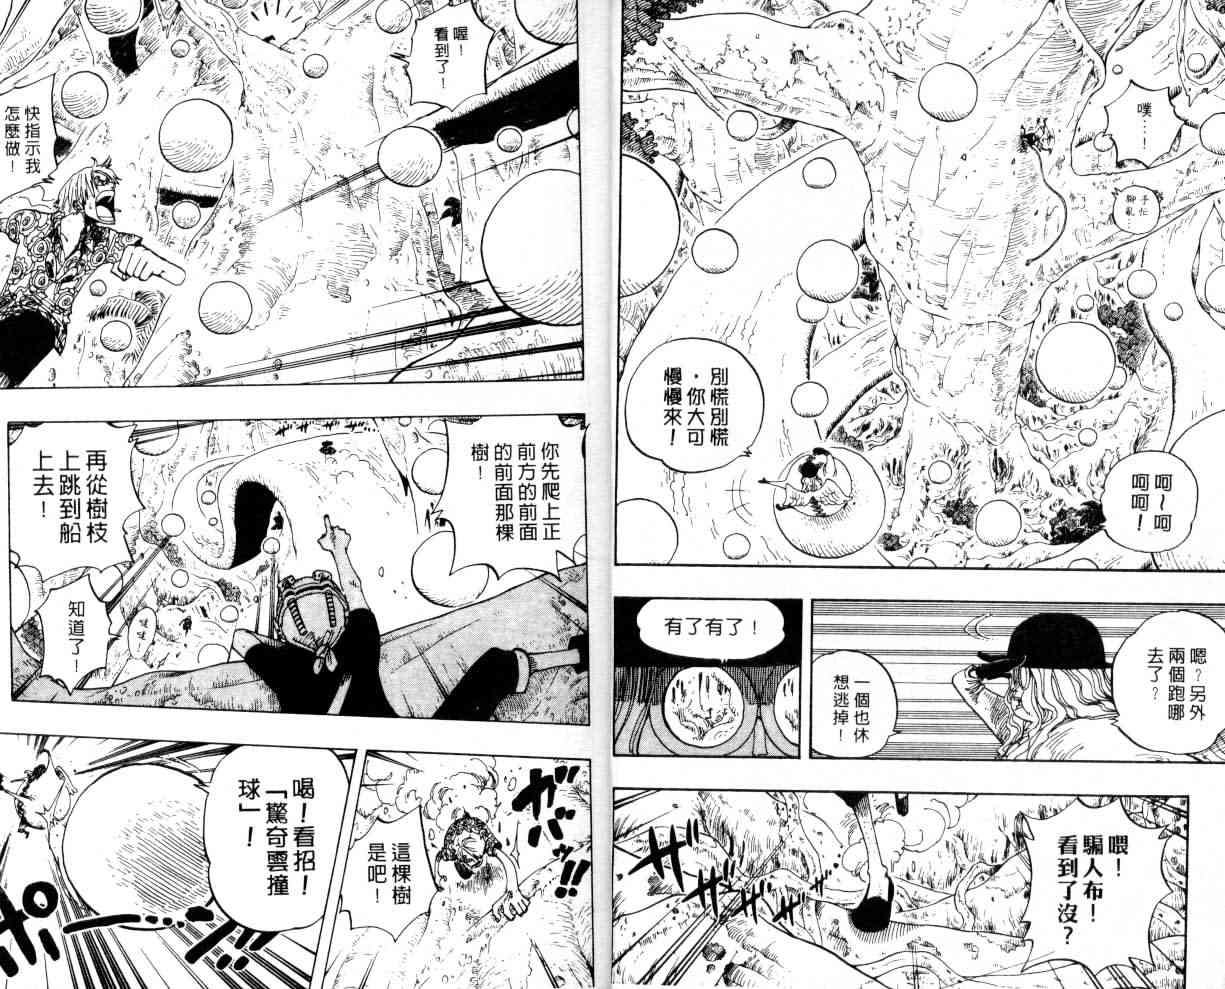 噗…
手忙
腳亂…
別慌別慌
，你大可
慢慢來！
呵～呵
呵呵！
嗯？另外
兩個跑哪
去了？
一個也休
想逃掉！
有了有了！
喂！
騙人布！
看到了沒？
喔！
看到了！
快指示我
怎麼做！
你先爬上正
前方的前面
的前面那棵
樹！
再從樹枝
上跳到船
上去！
知道了！
ガガ!!
這棵樹
是吧！
喝！看招！
「驚奇雲撞
球」！